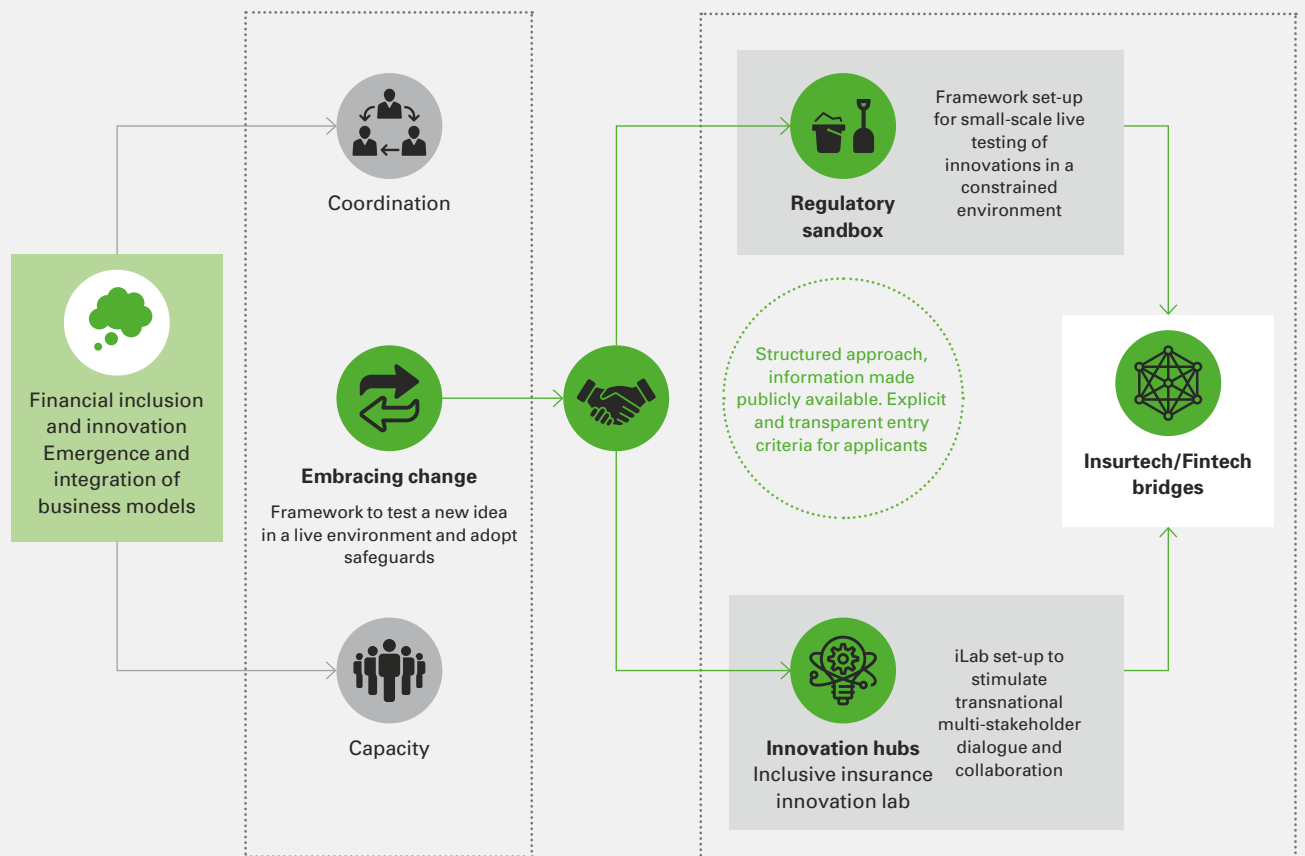 Financial inclusion
and innovation
Emergence and
integration of
business models
Coordination
Embracing change
Framework to test a new idea
in a live environment and adopt
safeguards
Capacity
Regulatory
sandbox
Framework set-up
for small-scale live
testing of
innovations in a
constrained
environment
Structured approach,
information made
publicly available. Explicit
and transparent entry
criteria for applicants
Innovation hubs
Inclusive insurance
innovation lab
iLab set-up to
stimulate
transnational
multi-stakeholder
dialogue and
collaboration
Insurtech/Fintech
bridges